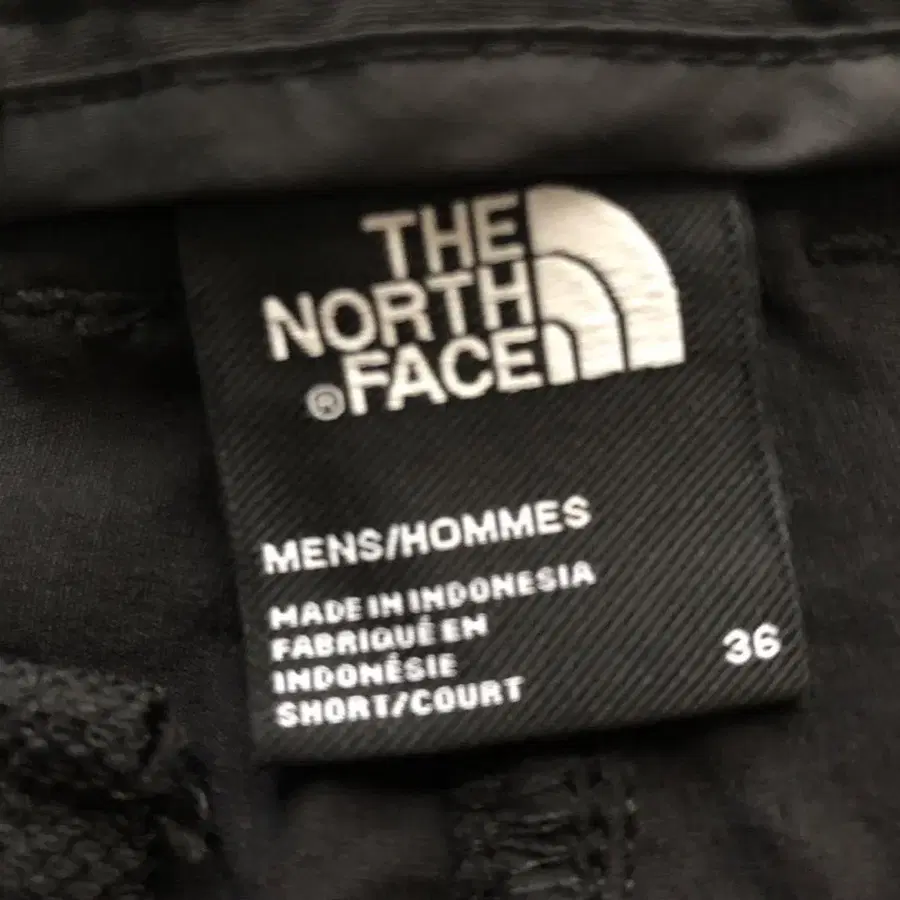 THE
NORTH
®FACE
MENS/HOMMES
MADE IN INDONESIA
FABRIQUÉ EN
INDONÉSIE
SHORT/COURT
36